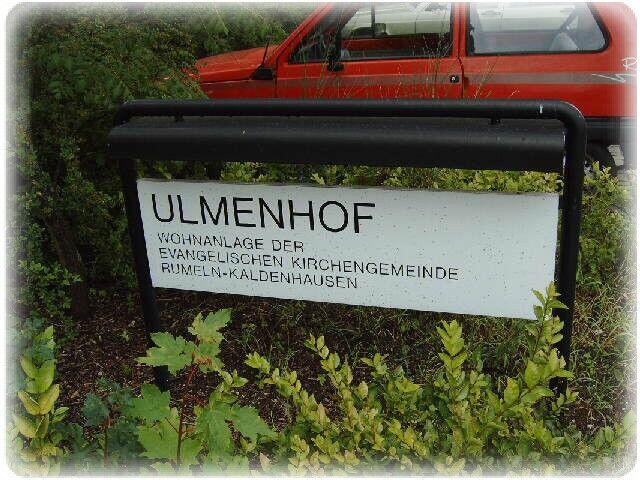 ULMENHOF
WOHNANLAGE DER
EVANGELISCHEN KIRCHENGEMEINDE
RUMELN-KALDENHAUSEN